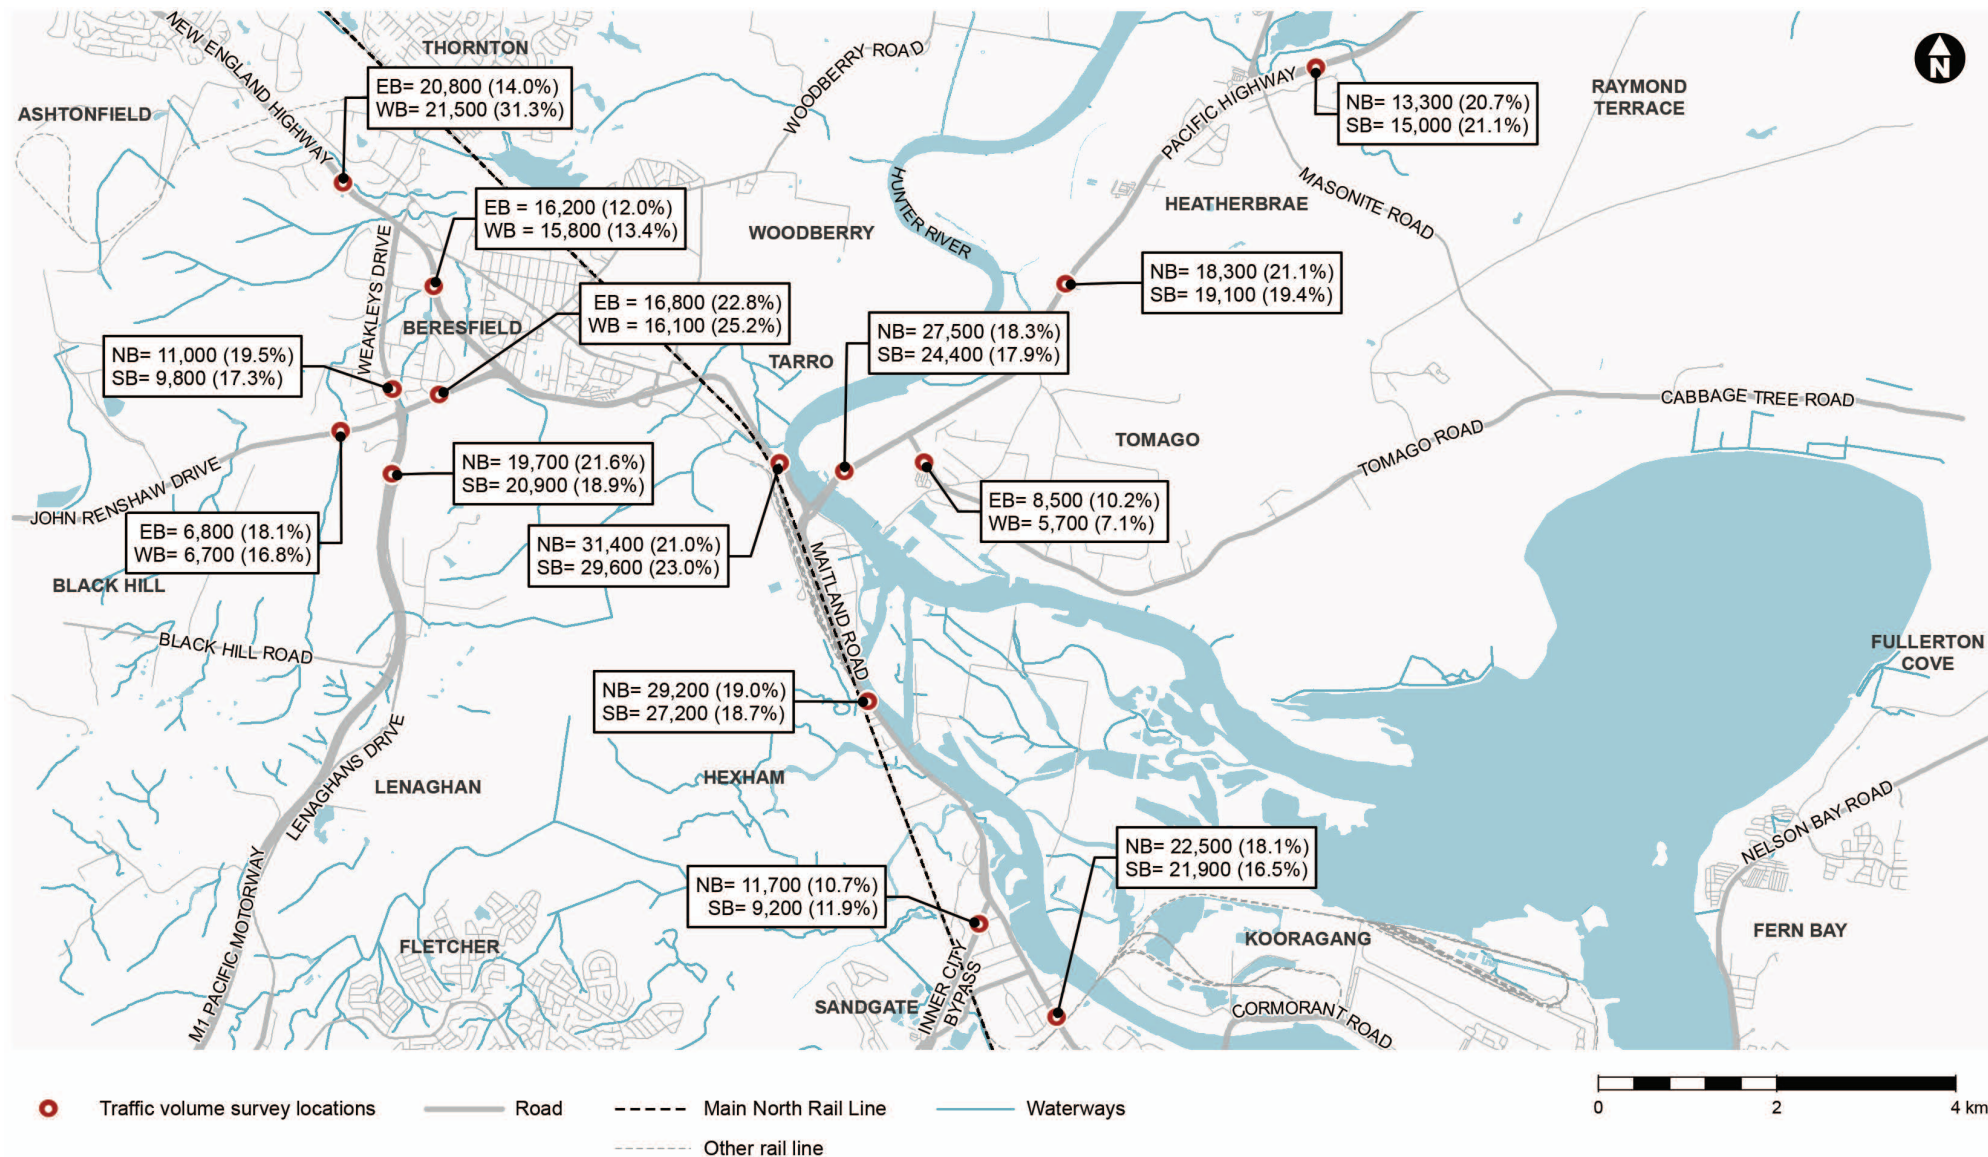 NEW ENGLAND HIGHWAY
THORNTON
WOODBERRY ROAD
N
EB= 20,800 (14.0%)
WB= 21,500 (31.3%)
ASHTONFIELD
PACIFIC HIGHWAY
NB= 13,300 (20.7%)
SB= 15,000 (21.1%)
RAYMOND
TERRACE
EB = 16,200 (12.0%)
WB = 15,800 (13.4%)
WOODBERRY
HUNTER RIVER
HEATHERBRAE
MASONITE ROAD
WEAKLEYS DRIVE
BERESFIELD
EB = 16,800 (22.8%)
WB = 16,100 (25.2%)
NB= 18,300 (21.1%)
SB= 19,100 (19.4%)
NB= 11,000 (19.5%)
SB= 9,800 (17.3%)
TARRO
NB= 27,500 (18.3%)
SB= 24,400 (17.9%)
CABBAGE TREE ROAD
TOMAGO
TOMAGO ROAD
JOHN RENSHAW DRIVE
NB= 19,700 (21.6%)
SB= 20,900 (18.9%)
EB= 8,500 (10.2%)
WB= 5,700 (7.1%)
EB= 6,800 (18.1%)
WB= 6,700 (16.8%)
NB= 31,400 (21.0%)
SB= 29,600 (23.0%)
BLACK HILL
MAITLAND ROAD
BLACK HILL ROAD
FULLERTON
COVE
NB= 29,200 (19.0%)
SB= 27,200 (18.7%)
LENAGHANS DRIVE
LENAGHAN
HEXHAM
NELSON BAY ROAD
M1 PACIFIC MOTORWAY
NB= 22,500 (18.1%)
SB= 21,900 (16.5%)
NB= 11,700 (10.7%)
SB= 9,200 (11.9%)
FLETCHER
KOORAGANG
FERN BAY
SANDGATE
INNER CITY
BYPASS
CORMORANT ROAD
0
2
4 km
Traffic volume survey locations
Road
Main North Rail Line
Waterways
Other rail line